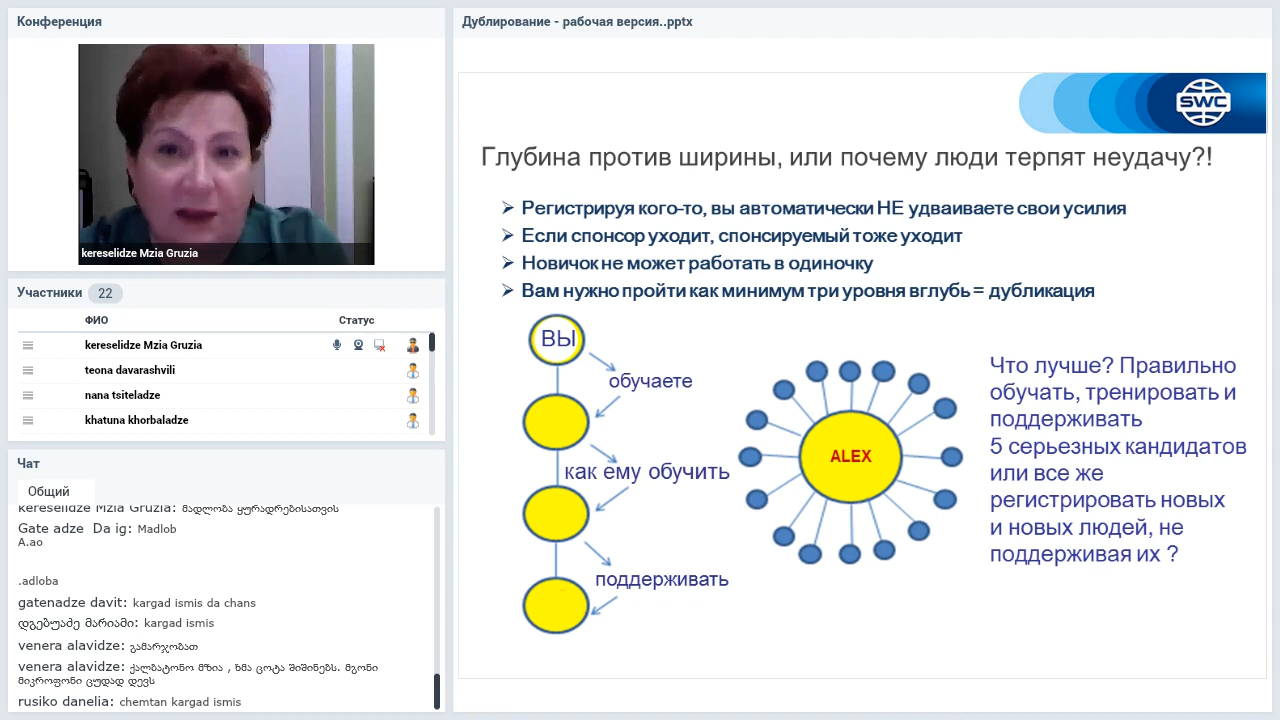 Конференция
kereselidze Mzia Gruzia
Участники 22
ФИО Статус
kereselidze Mzia Gruzia
teona davarashvili
nana tsiteladze
khatuna khorbaladze
Чат
Общий
kereselidze Mzia Gruzia: მადლობა ყურადრებისათვის
Gate adze Da ig: Madlob
A.ao
.adloba
gatenadze davit: kargad ismis da chans
დგებუაძე მარიამი: kargad ismis
venera alavidze: გამარჯობათ
venera alavidze: ქალბატონო მზია , ხმა ცოტა შიშინებს. მგონი
მიკროფონი ცუდად დევს
rusiko danelia: chemtan kargad ismis
Дублирование - рабочая версия..pptx
SWC
Глубина против ширины, или почему люди терпят неудачу?!
Регистрируя кого-то, вы автоматически НЕ удваиваете свои усилия
Если спонсор уходит, спонсируемый тоже уходит
Новичок не может работать в одиночку
Вам нужно пройти как минимум три уровня вглубь = дубликация
ВЫ
обучаете
как ему обучить
поддерживать
ALEX
Что лучше? Правильно
обучать, тренировать и
поддерживать
5 серьезных кандидатов
или все же
регистрировать новых
и новых людей, не
поддерживая их ?